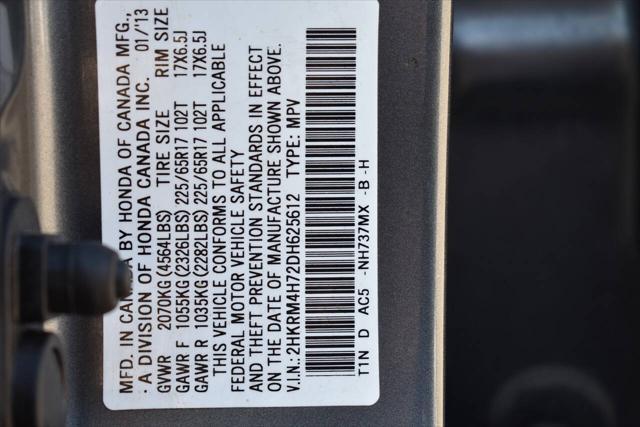 MFD. IN CANADA BY HONDA OF CANADA MFG.,
· A DIVISION OF HONDA CANADA INC. 01/'13
GVWR 2070KG(4564LBS) TIRE SIZE RIM SIZE
GAWR F 1055KG(2326LBS) 225/65R17 102T 17X6.5J
GAWR R 1035KG(2282LBS) 225/65R17 102T 17X6.5J
THIS VEHICLE CONFORMS TO ALL APPLICABLE
FEDERAL MOTOR VEHICLE SAFETY
AND THEFT PREVENTION STANDARDS IN EFFECT
ON THE DATE OF MANUFACTURE SHOWN ABOVE.
V.I.N.: 2HKRM4H72DH625612 TYPE: MPV
T1N D AC5 -NH737MX -B -H